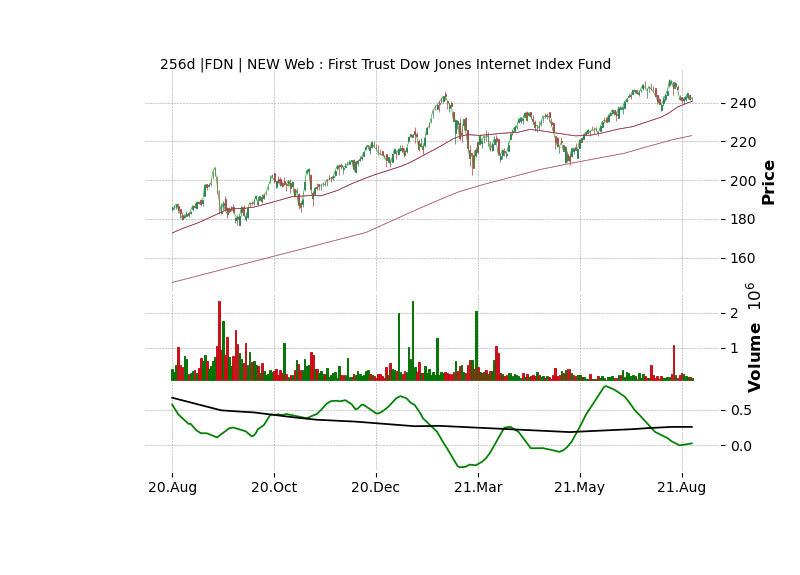 256d |FDN | NEW Web : First Trust Dow Jones Internet Index Fund
240
220
200
180
160
Price
2
1
Volume 10^6
0.5
0.0
20.Aug 20.Oct 20.Dec 21.Mar 21.May 21.Aug